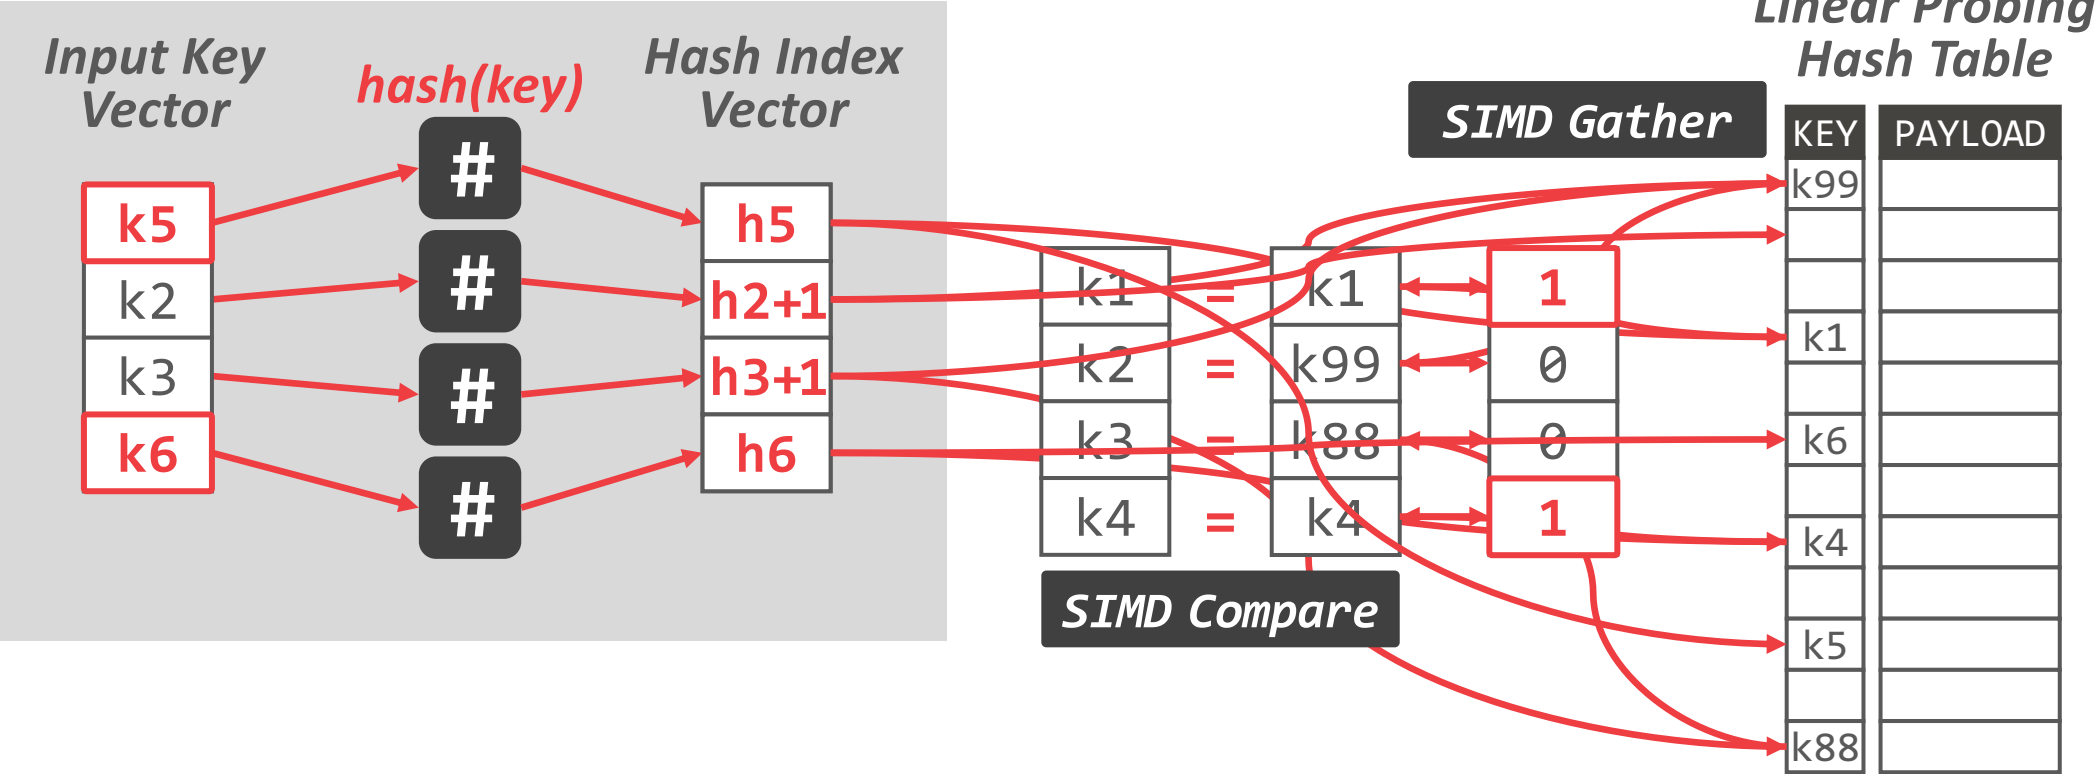 Linear Probing
Hash Table
Input Key
Vector
hash(key)
Hash Index
Vector
SIMD Gather
KEY PAYLOAD
k5
k2
k3
k6
#
#
#
#
h5
h2+1
h3+1
h6
k1 = k1 1
k2 = k99 0
k3 = k88 0
k4 = k4 1
SIMD Compare
k99
k1
k6
k4
k5
k88